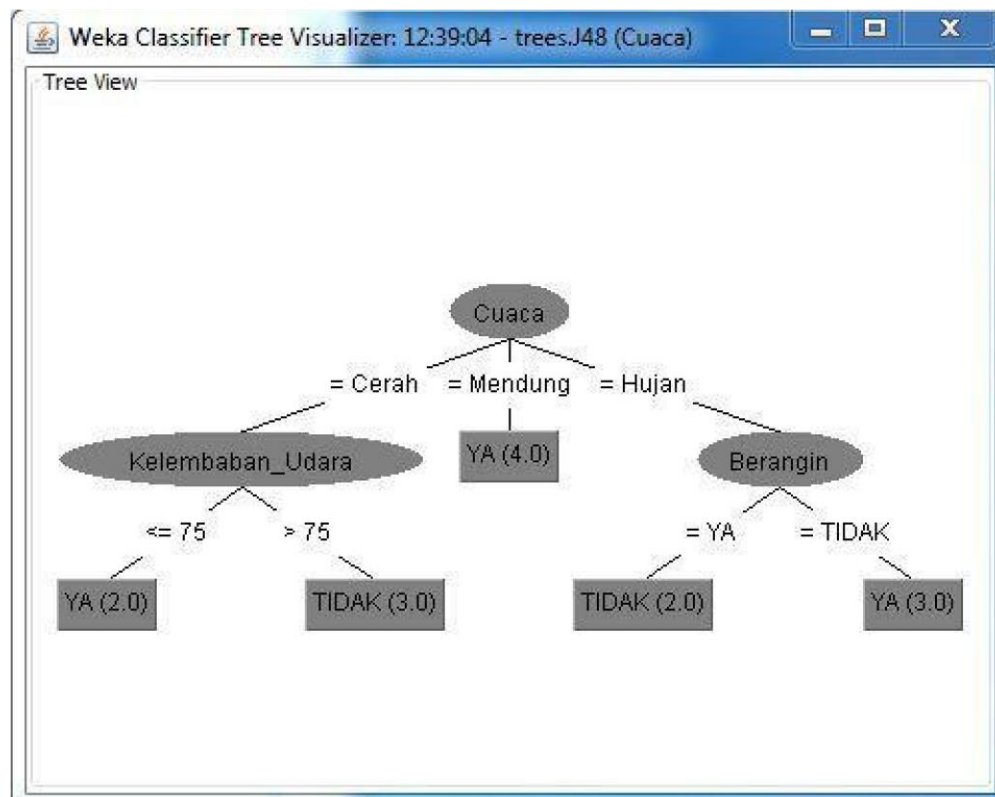 Weka Classifier Tree Visualizer: 12:39:04 - trees.J48 (Cuaca)
Tree View
Cuaca
= Cerah = Mendung = Hujan
Kelembaban_Udara YA (4.0) Berangin
<= 75 > 75 = YA = TIDAK
YA (2.0) TIDAK (3.0) TIDAK (2.0) YA (3.0)